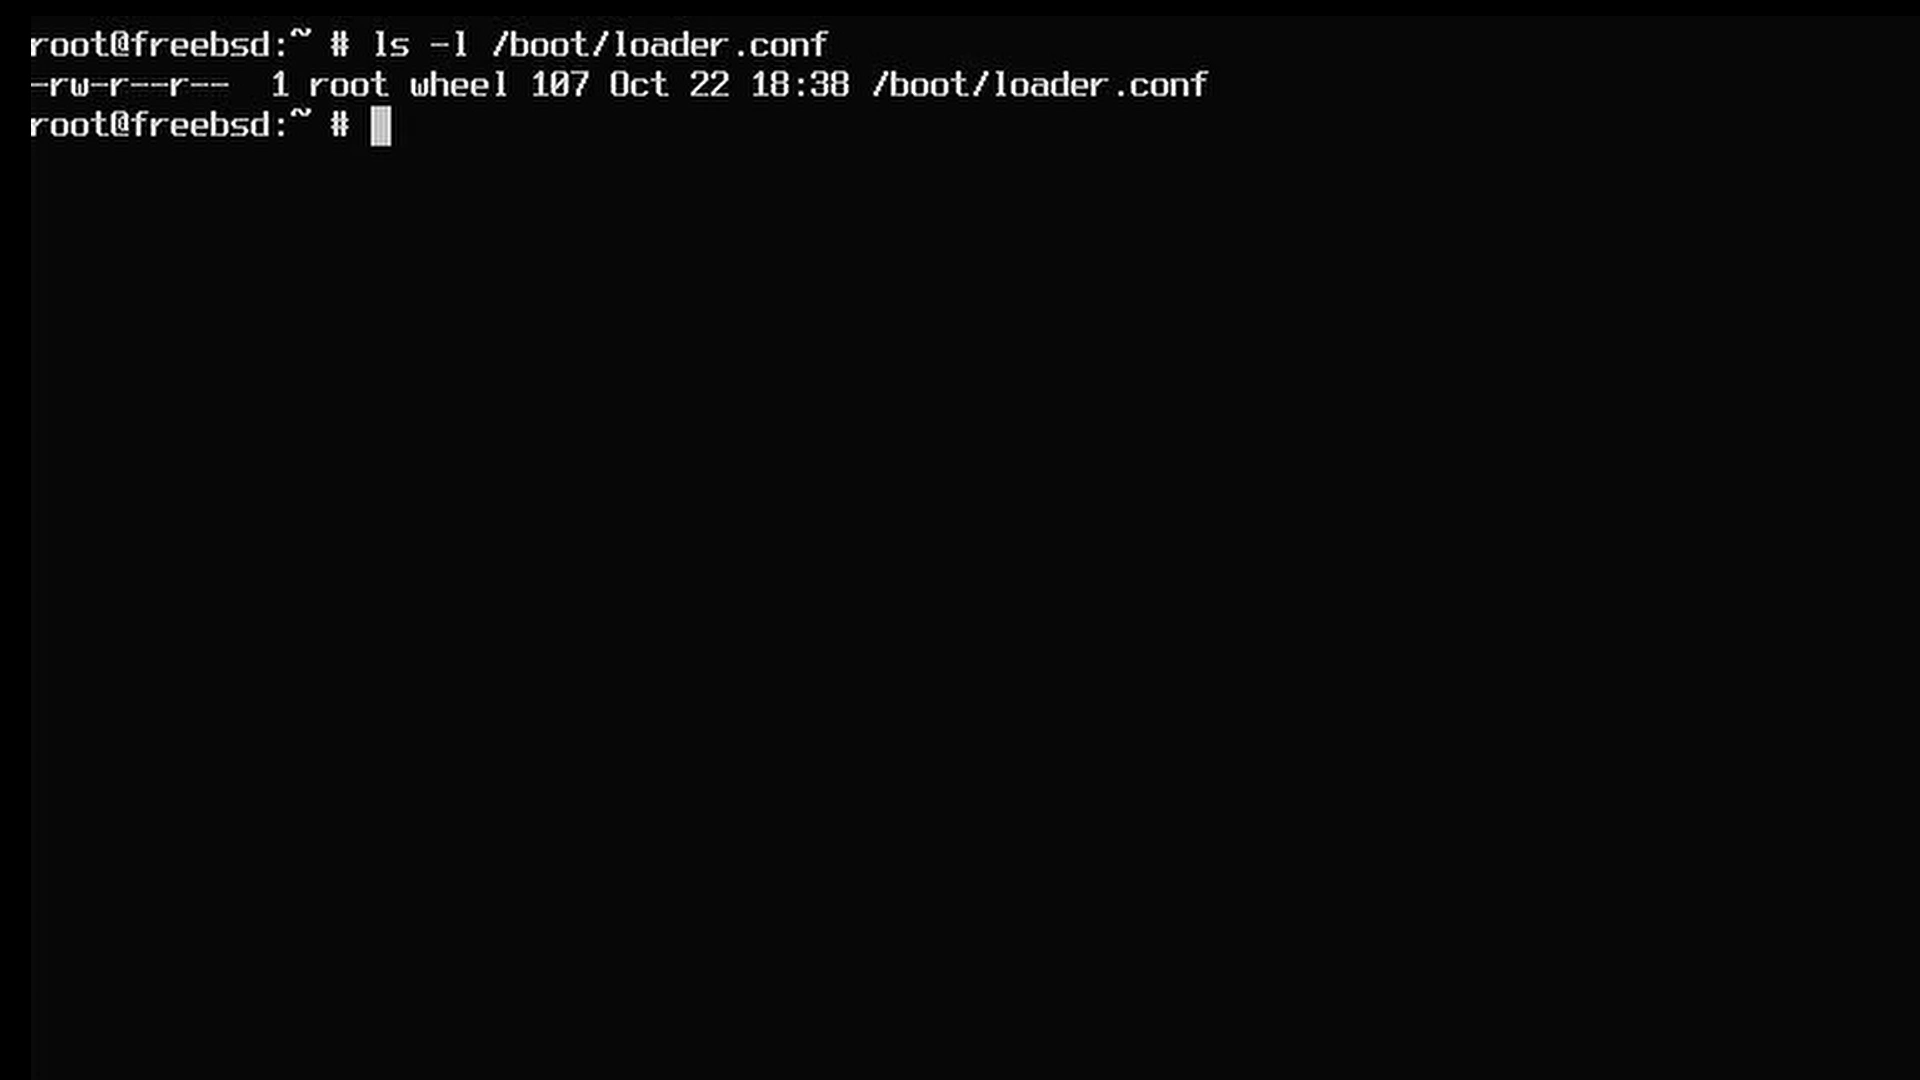 root@freebsd:~ # ls -l /boot/loader.conf
-rw-r--r--  1 root wheel 107 Oct 22 18:38 /boot/loader.conf
root@freebsd:~ #